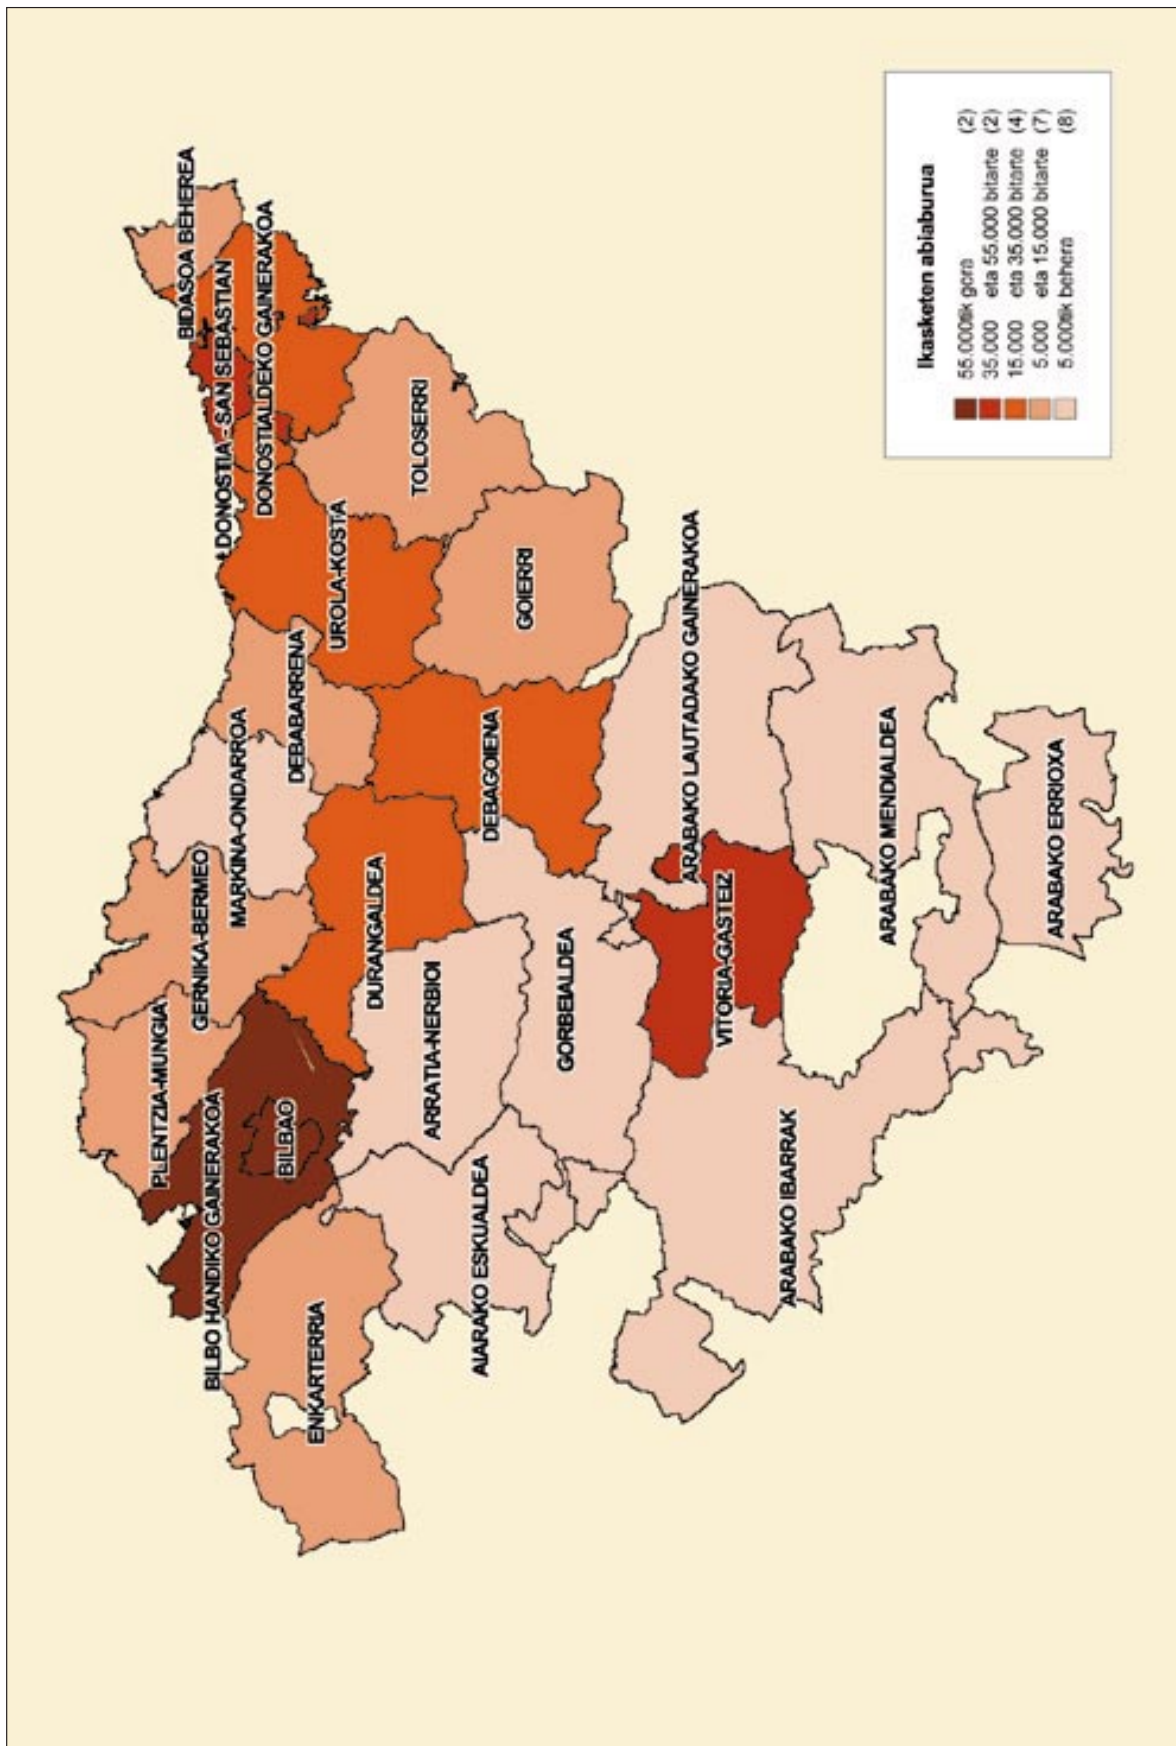 BIDASOA BEHEREA
DONOSTIA - SAN SEBASTIAN
DONOSTIALDEKO GAINERAKOA
UROLA-KOSTA
TOLOSERRI
GOIERRI
DEBABARRENA
MARKINA-ONDARROA
DEBAGOIENA
GERNIKA-BERMEO
DURANGALDEA
PLENTZIA-MUNGIA
BILBO HANDIKO GAINERAKOA
BILBAO
ENKARTERRIA
ARRATIA-NERBIOI
AIARAKO ESKUALDEA
GORBEIALDEA
VITORIA-GASTEIZ
ARABAKO LAUTADAKO GAINERAKOA
ARABAKO IBARRAK
ARABAKO MENDIALDEA
ARABAKO ERRIOXA
Ikasketen abiaburua
55.000tik gora (2)
35.000 eta 55.000 bitarte (2)
15.000 eta 35.000 bitarte (4)
5.000 eta 15.000 bitarte (7)
5.000tik behera (8)